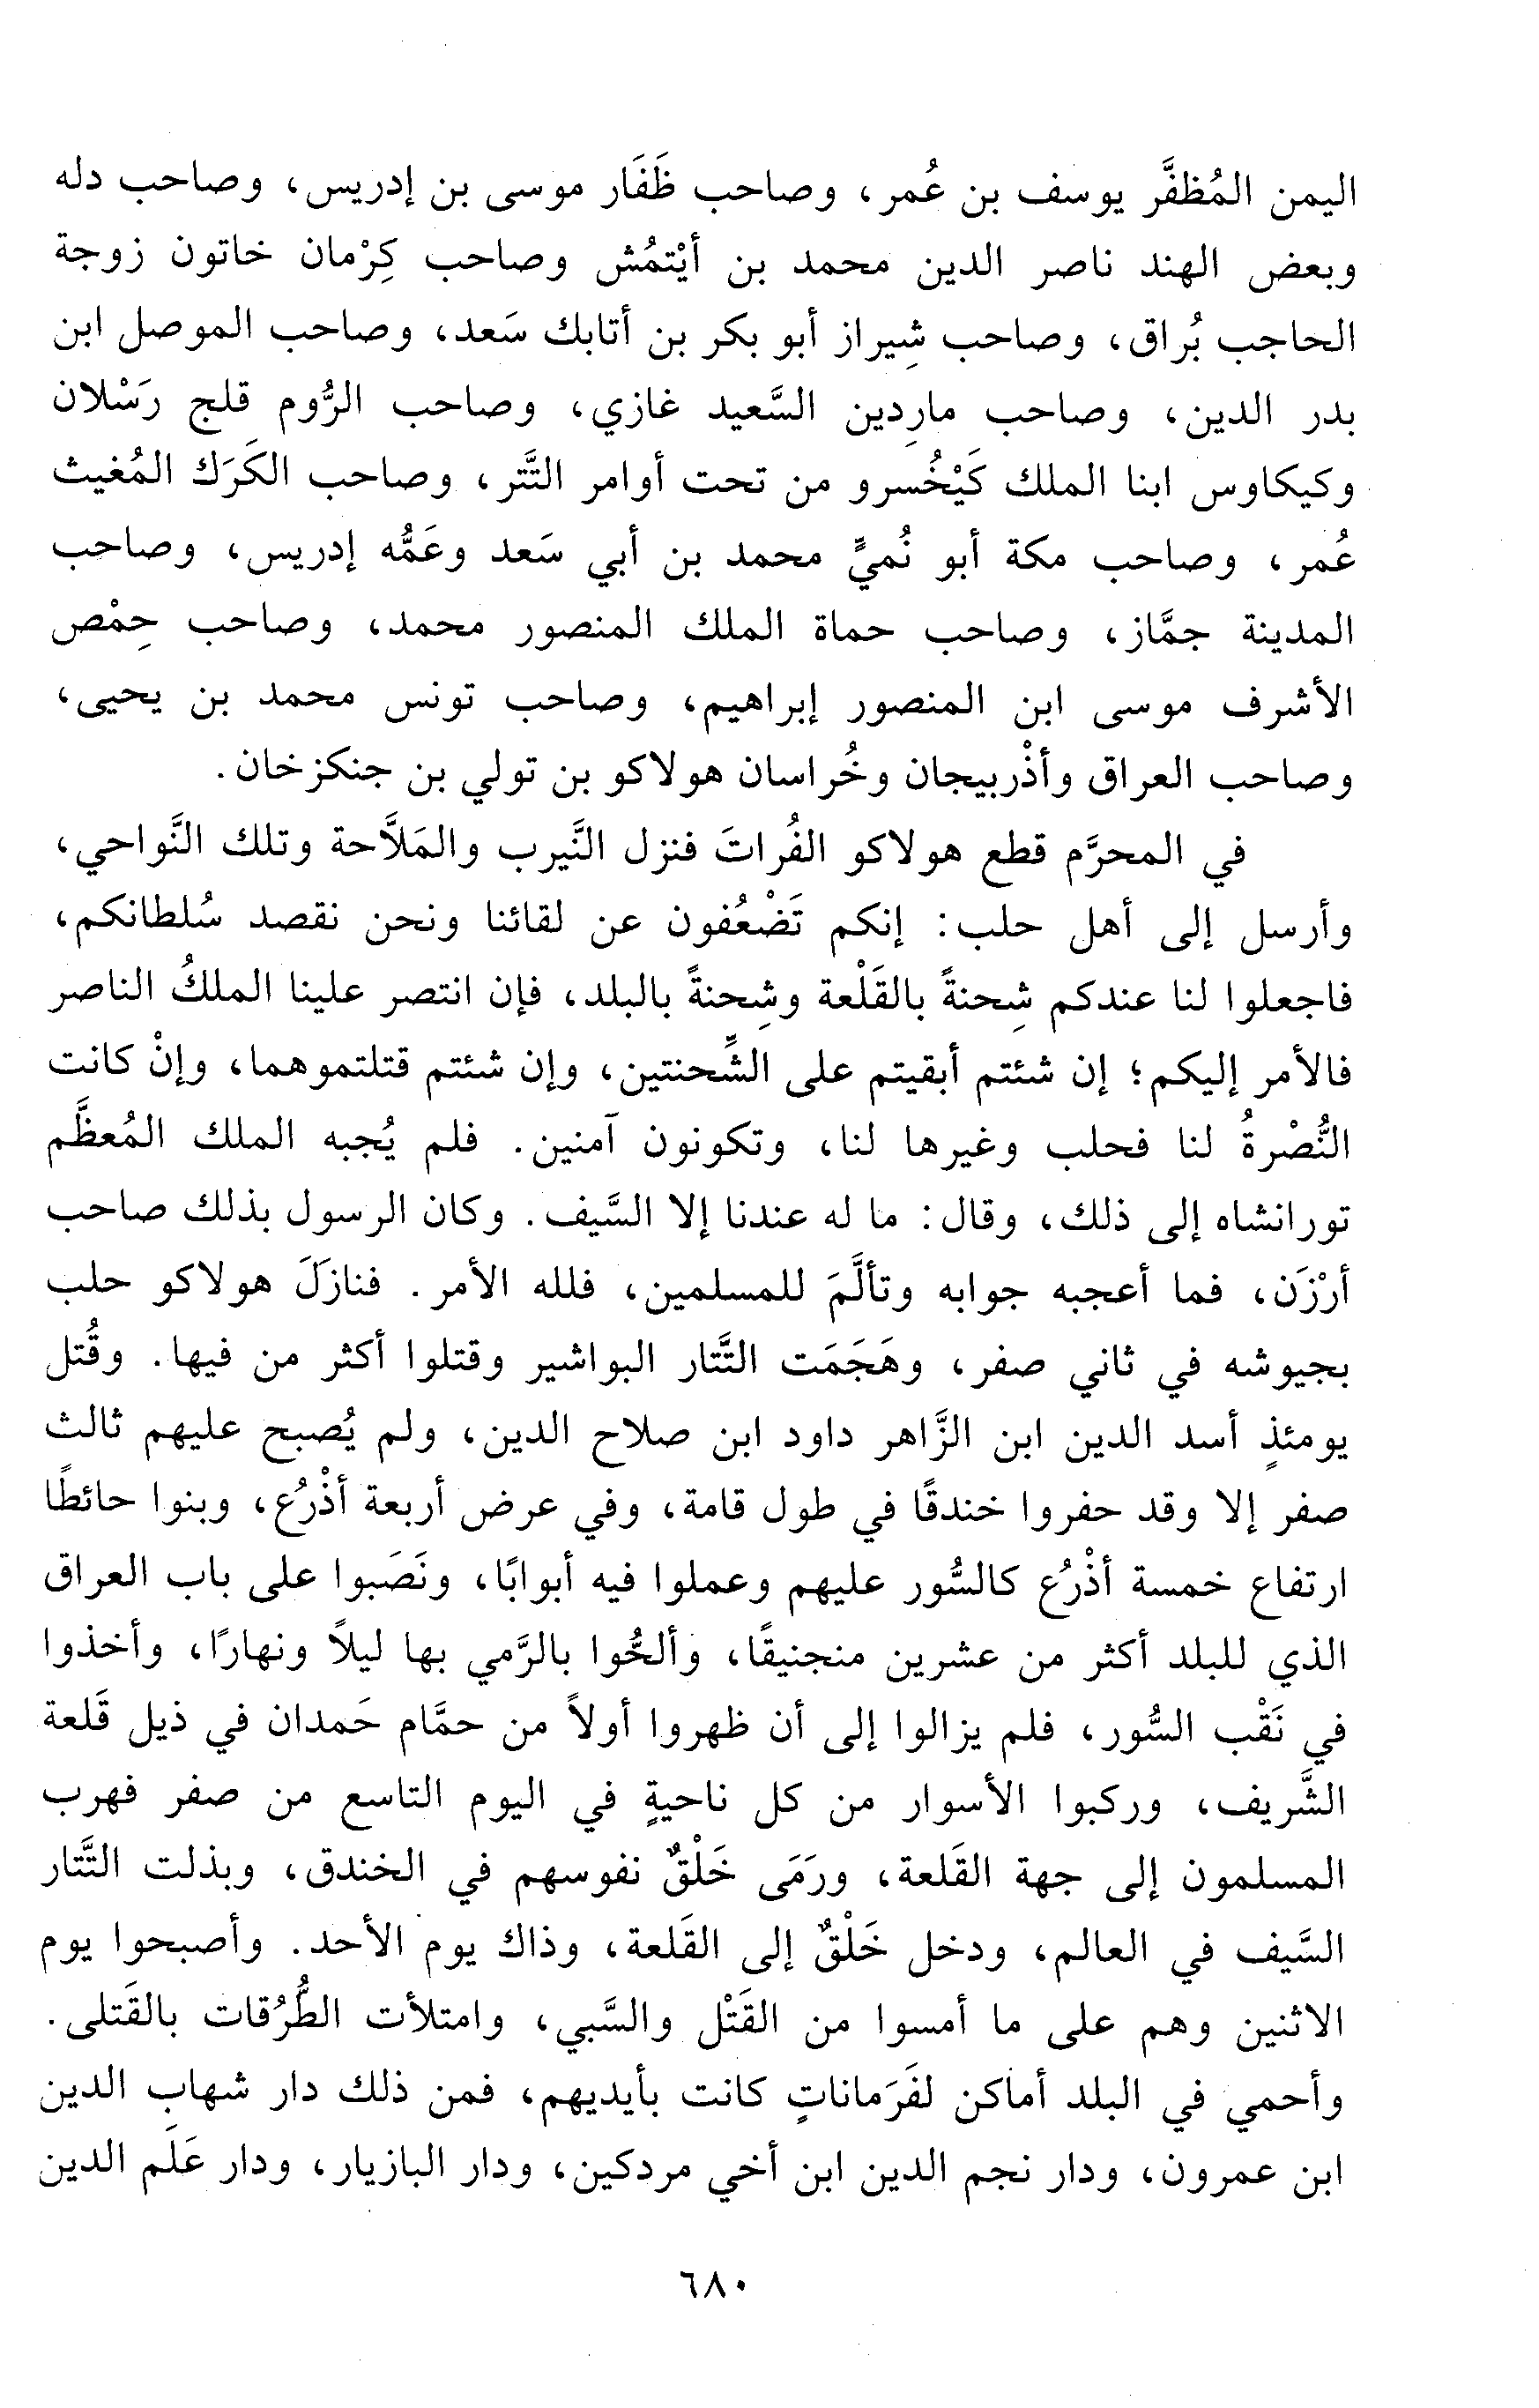 اليمن المُظفَّر يوسف بن عُمر، وصاحب ظَفَار موسى بن إدريس، وصاحب دله
وبعض الهند ناصر الدين محمد بن أيْتمُش وصاحب كِرْمان خاتون زوجة
الحاجب بُراق، وصاحب شِيراز أبو بكر بن أتابك سَعد، وصاحب الموصل ابن
بدر الدين، وصاحب مارِدين السَّعيد غازي، وصاحب الرُّوم قلج رَسْلان
وكيكاوس ابنا الملك كَيْخُسرو من تحت أوامر التَّتر، وصاحب الكَرَك المُغيث
عُمر، وصاحب مكة أبو نُميٍّ محمد بن أبي سَعد وعَمُّه إدريس، وصاحب
المدينة جمَّاز، وصاحب حماة الملك المنصور محمد، وصاحب حِمْص
الأشرف موسى ابن المنصور إبراهيم، وصاحب تونس محمد بن يحيى،
وصاحب العراق وأذْربيجان وخُراسان هولاكو بن تولي بن جنكزخان.
في المحرَّم قطع هولاكو الفُراتَ فنزل النَّيرب والمَلاَّحة وتلك النَّواحي،
وأرسل إلى أهل حلب: إنكم تَضْعُفون عن لقائنا ونحن نقصد سُلطانكم،
فاجعلوا لنا عندكم شِحنةً بالقَلْعة وشِحنةً بالبلد، فإن انتصر علينا الملكُ الناصر
فالأمر إليكم؛ إن شئتم أبقيتم على الشِّحنتين، وإن شئتم قتلتموهما، وإنْ كانت
النُّصْرةُ لنا فحلب وغيرها لنا، وتكونون آمنين. فلم يُجبه الملك المُعظَّم
تورانشاه إلى ذلك، وقال: ما له عندنا إلا السَّيف. وكان الرسول بذلك صاحب
أرْزَن، فما أعجبه جوابه وتألَّمَ للمسلمين، فلله الأمر. فنازَلَ هولاكو حلب
بجيوشه في ثاني صفر، وهَجَمَت التَّتار البواشير وقتلوا أكثر من فيها. وقُتل
يومئذٍ أسد الدين ابن الزَّاهر داود ابن صلاح الدين، ولم يُصبح عليهم ثالث
صفر إلا وقد حفروا خندقًا في طول قامة، وفي عرض أربعة أذْرُع، وبنوا حائطًا
ارتفاع خمسة أذْرُع كالسُّور عليهم وعملوا فيه أبوابًا، ونَصَبوا على باب العراق
الذي للبلد أكثر من عشرين منجنيقًا، وألحُّوا بالرَّمي بها ليلاً ونهارًا، وأخذوا
في نَقْب السُّور، فلم يزالوا إلى أن ظهروا أولاً من حمَّام حَمدان في ذيل قَلعة
الشَّريف، وركبوا الأسوار من كل ناحيةٍ في اليوم التاسع من صفر فهرب
المسلمون إلى جهة القَلعة، ورَمَى خَلْقٌ نفوسهم في الخندق، وبذلت التَّتار
السَّيف في العالم، ودخل خَلْقٌ إلى القَلعة، وذاك يوم الأحد. وأصبحوا يوم
الاثنين وهم على ما أمسوا من القَتْل والسَّبي، وامتلأت الطُّرُقات بالقَتلى.
وأحمي في البلد أماكن لفَرَماناتٍ كانت بأيديهم، فمن ذلك دار شهاب الدين
ابن عمرون، ودار نجم الدين ابن أخي مردكين، ودار البازيار، ودار عَلَم الدين
٦٨٠